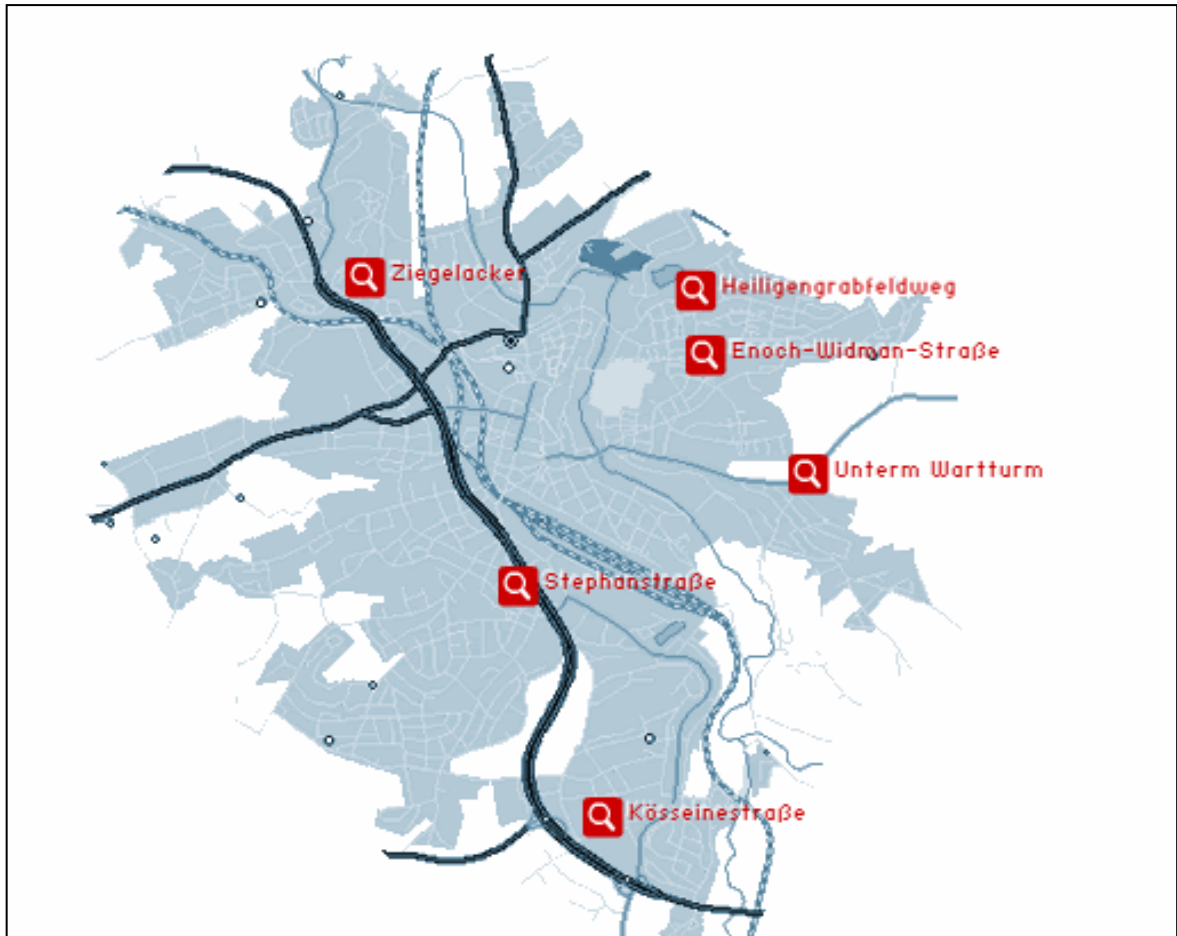 Ziegelacker
Heiligengrabfeldweg
Enoch-Widman-Straße
Unterm Wartturm
Stephanstraße
Kösseinestraße